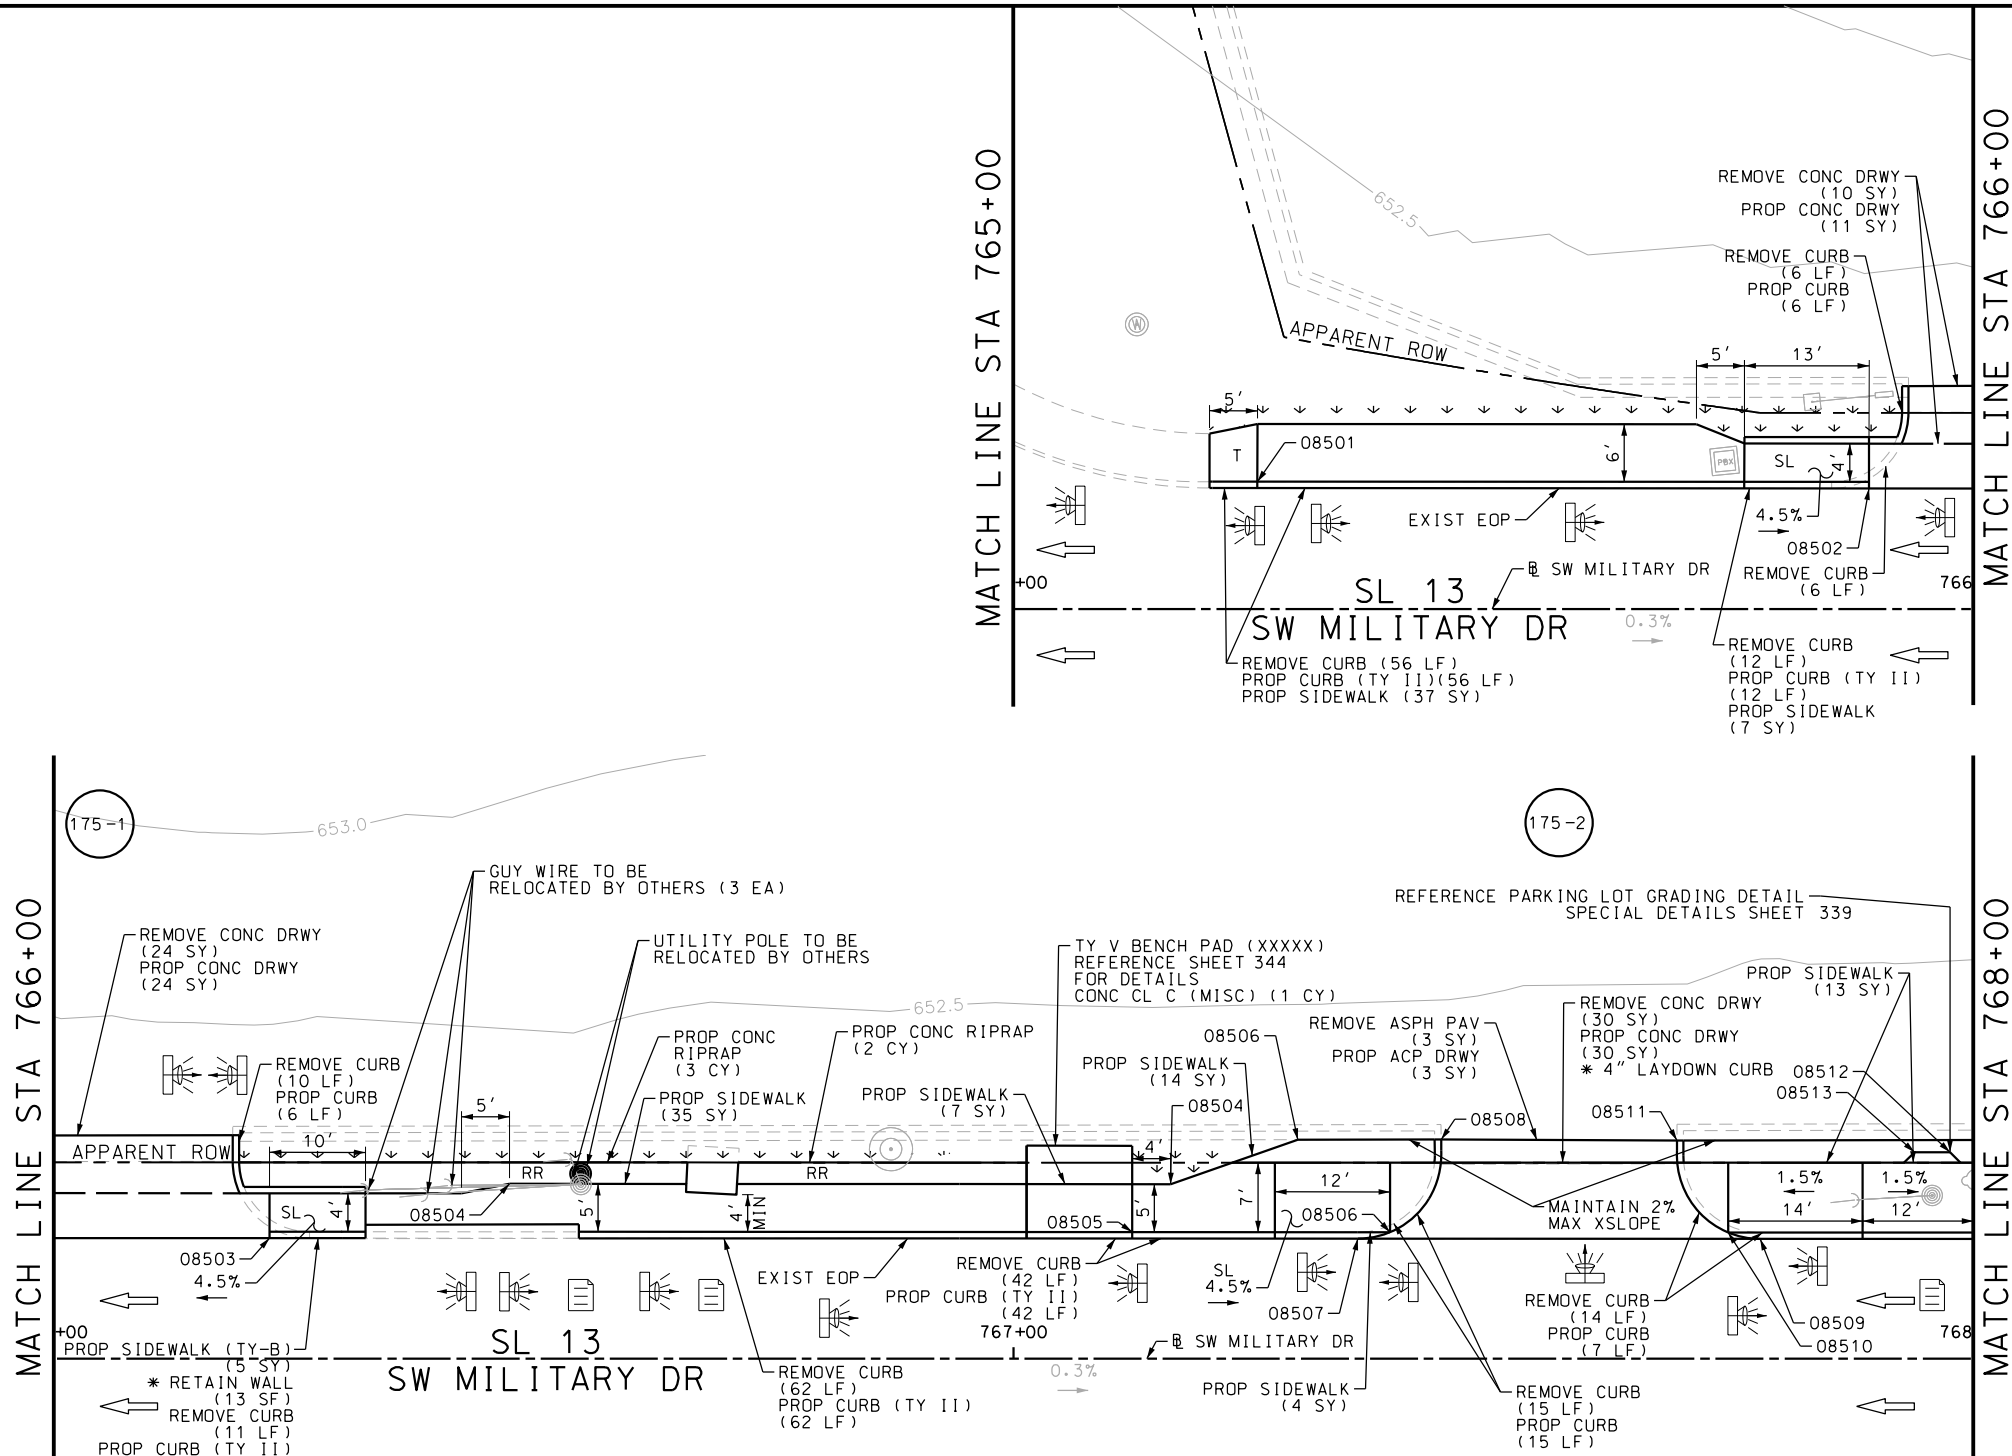 MATCH LINE STA 765+00
MATCH LINE STA 766+00
652.5
REMOVE CONC DRWY
(10 SY)
PROP CONC DRWY
(11 SY)
REMOVE CURB
(6 LF)
PROP CURB
(6 LF)
W
APPARENT ROW
5'
13'
5'
T
08501
6'
PBX
SL
4'
EXIST EOP
4.5%
08502
REMOVE CURB
(6 LF)
B SW MILITARY DR
+00
766
SL 13
SW MILITARY DR
0.3%
REMOVE CURB (56 LF)
PROP CURB (TY II)(56 LF)
PROP SIDEWALK (37 SY)
REMOVE CURB
(12 LF)
PROP CURB (TY II)
(12 LF)
PROP SIDEWALK
(7 SY)
MATCH LINE STA 766+00
MATCH LINE STA 768+00
175-1
653.0
175-2
GUY WIRE TO BE
RELOCATED BY OTHERS (3 EA)
REFERENCE PARKING LOT GRADING DETAIL
SPECIAL DETAILS SHEET 339
REMOVE CONC DRWY
(24 SY)
PROP CONC DRWY
(24 SY)
UTILITY POLE TO BE
RELOCATED BY OTHERS
TY V BENCH PAD (XXXXX)
REFERENCE SHEET 344
FOR DETAILS
CONC CL C (MISC) (1 CY)
652.5
PROP SIDEWALK
(13 SY)
REMOVE CONC DRWY
(30 SY)
PROP CONC DRWY
(30 SY)
* 4" LAYDOWN CURB
REMOVE ASPH PAV
(3 SY)
PROP ACP DRWY
(3 SY)
PROP CONC
RIPRAP
(3 CY)
PROP CONC RIPRAP
(2 CY)
08506
PROP SIDEWALK
(14 SY)
08512
08513
REMOVE CURB
(10 LF)
PROP CURB
(6 LF)
PROP SIDEWALK
(35 SY)
PROP SIDEWALK
(7 SY)
08504
08508
08511
5'
10'
4'
APPARENT ROW
RR
RR
12'
1.5%
1.5%
14'
12'
SL
4'
08504
5'
4'
MIN
08505
5'
7'
08506
MAINTAIN 2%
MAX XSLOPE
08503
4.5%
EXIST EOP
REMOVE CURB
(42 LF)
PROP CURB (TY II)
(42 LF)
SL
4.5%
08507
REMOVE CURB
(14 LF)
PROP CURB
(7 LF)
08509
08510
+00
SL 13
SW MILITARY DR
767+00
B SW MILITARY DR
768
0.3%
PROP SIDEWALK (TY-B)
(5 SY)
* RETAIN WALL
(13 SF)
REMOVE CURB
(11 LF)
PROP CURB (TY II)
REMOVE CURB
(62 LF)
PROP CURB (TY II)
(62 LF)
PROP SIDEWALK
(4 SY)
REMOVE CURB
(15 LF)
PROP CURB
(15 LF)